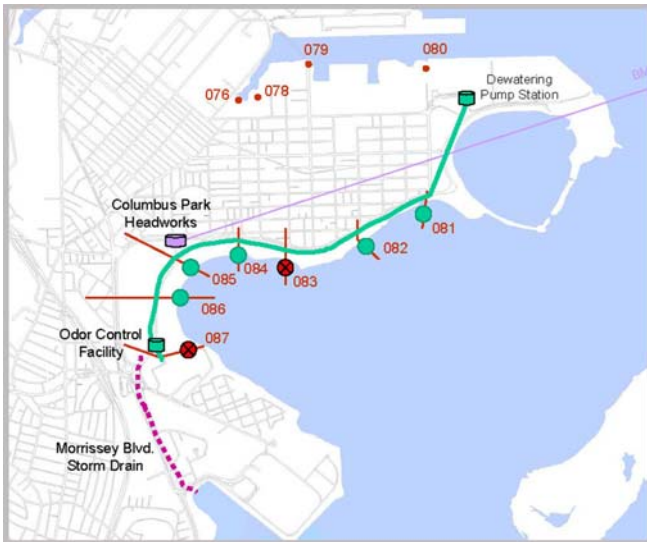 079
080
076
078
Dewatering
Pump Station
BM
Columbus Park
Headworks
081
082
084
083
085
086
Odor Control
Facility
087
Morrissey Blvd.
Storm Drain